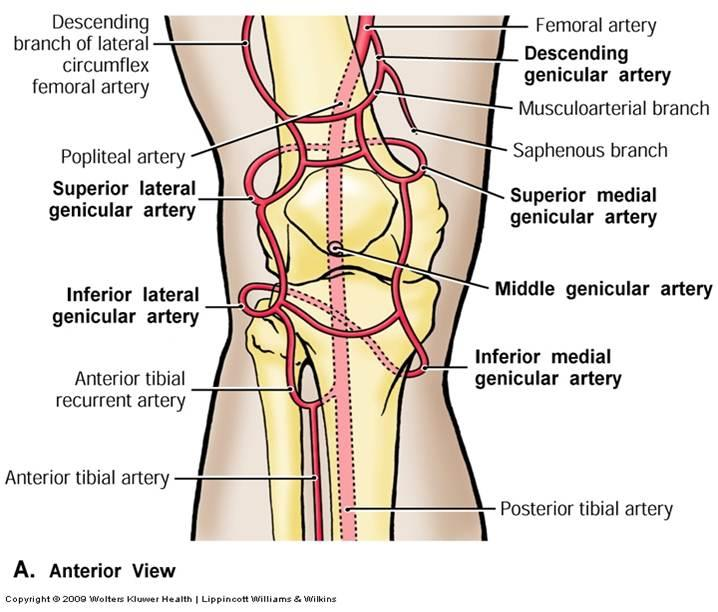 Descending
branch of lateral
circumflex
femoral artery
Popliteal artery
Superior lateral
genicular artery
Inferior lateral
genicular artery
Anterior tibial
recurrent artery
Anterior tibial artery
Femoral artery
Descending
genicular artery
Musculoarterial branch
Saphenous branch
Superior medial
genicular artery
Middle genicular artery
Inferior medial
genicular artery
Posterior tibial artery
A. Anterior View
Copyright © 2009 Wolters Kluwer Health | Lippincott Williams & Wilkins